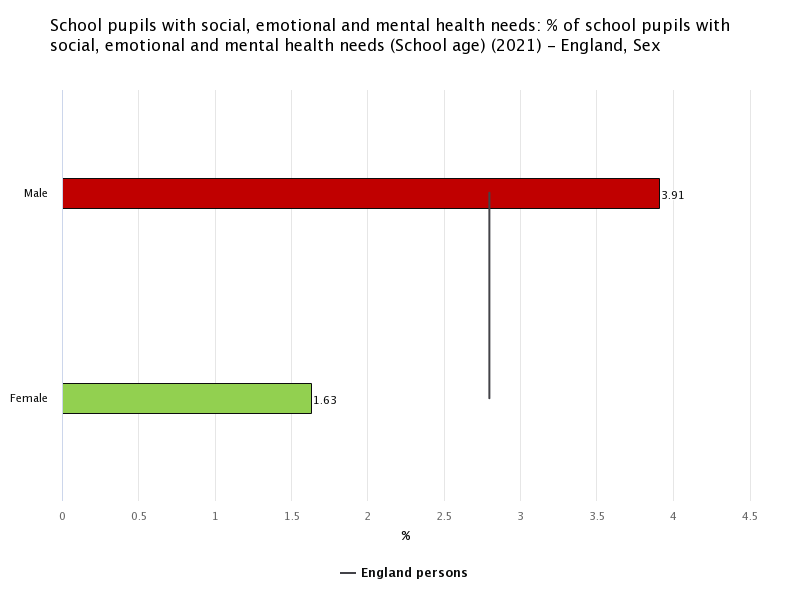 School pupils with social, emotional and mental health needs: % of school pupils with
social, emotional and mental health needs (School age) (2021) – England, Sex
Male
3.91
Female
1.63
0 0.5 1 1.5 2 2.5 3 3.5 4 4.5
%
England persons